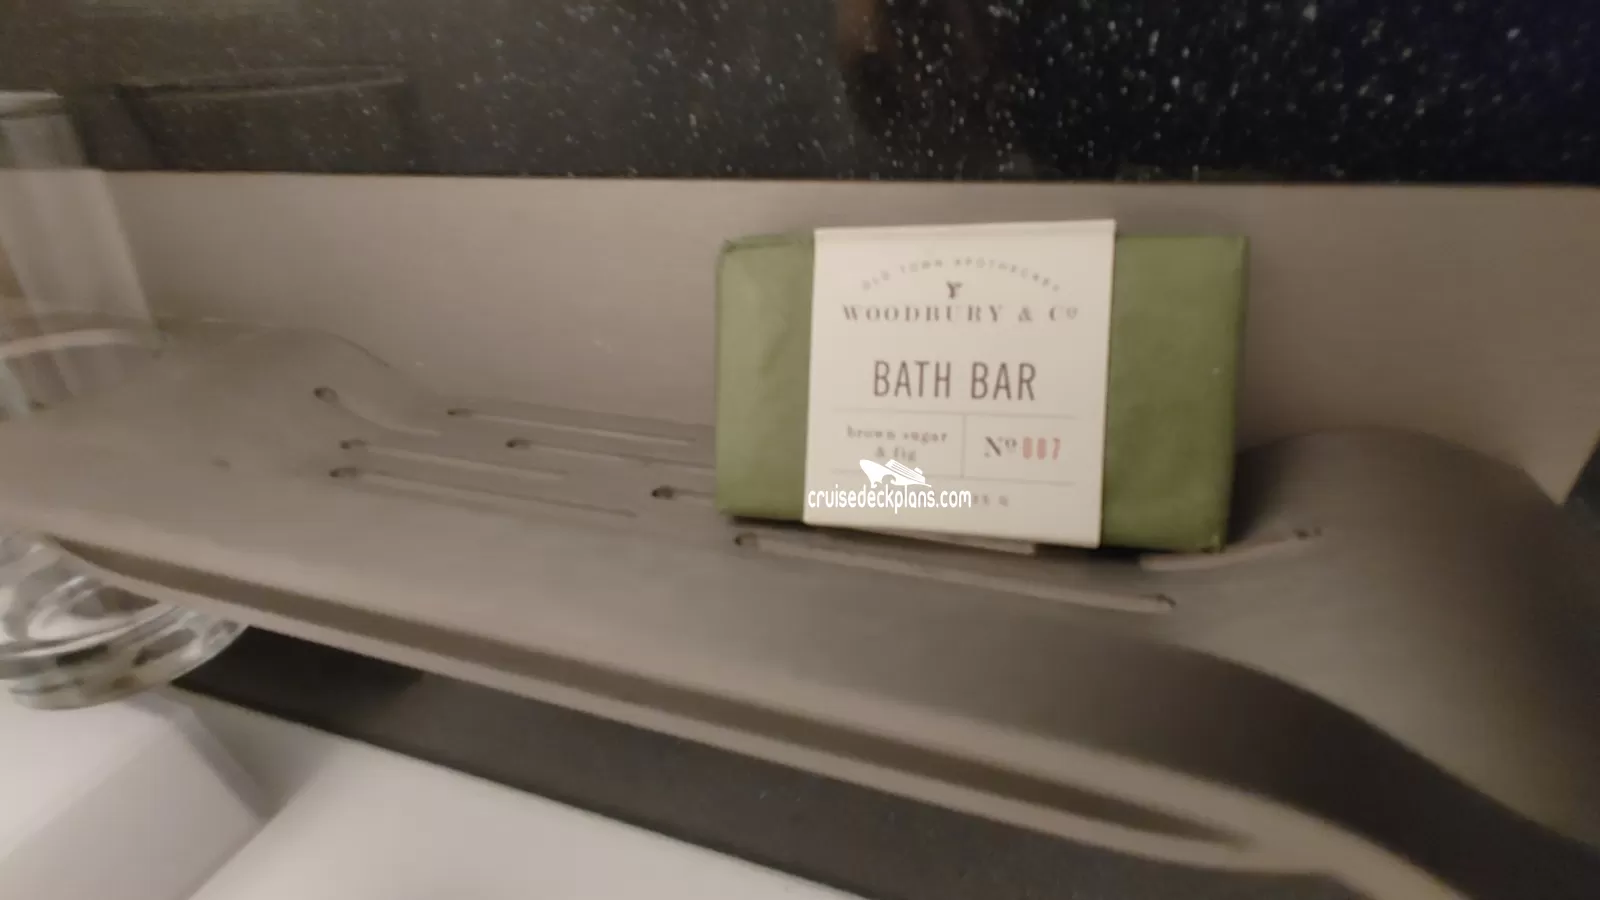 OLD TOWN APOTHECARY
WOODBURY & Cº
BATH BAR
brown sugar
& fig
Nº 007
cruisedeckplans.com